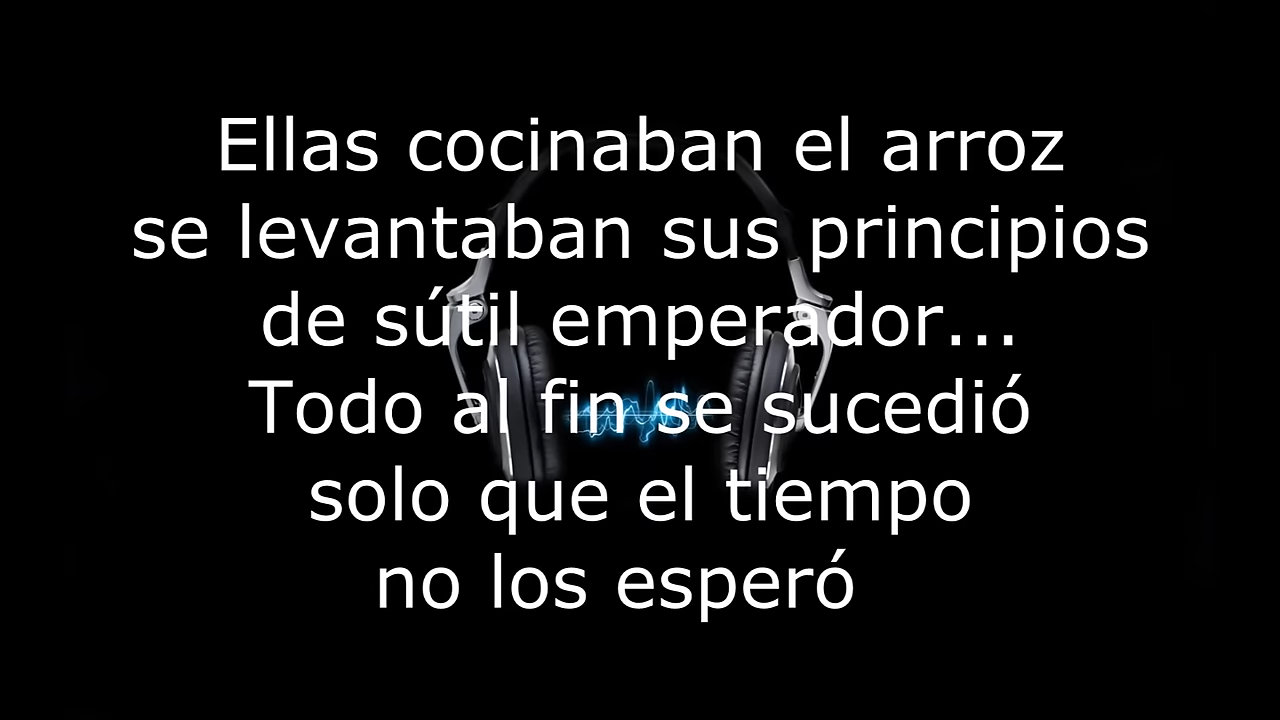 Ellas cocinaban el arroz
se levantaban sus principios
de sútil emperador...
Todo al fin se sucedió
solo que el tiempo
no los esperó